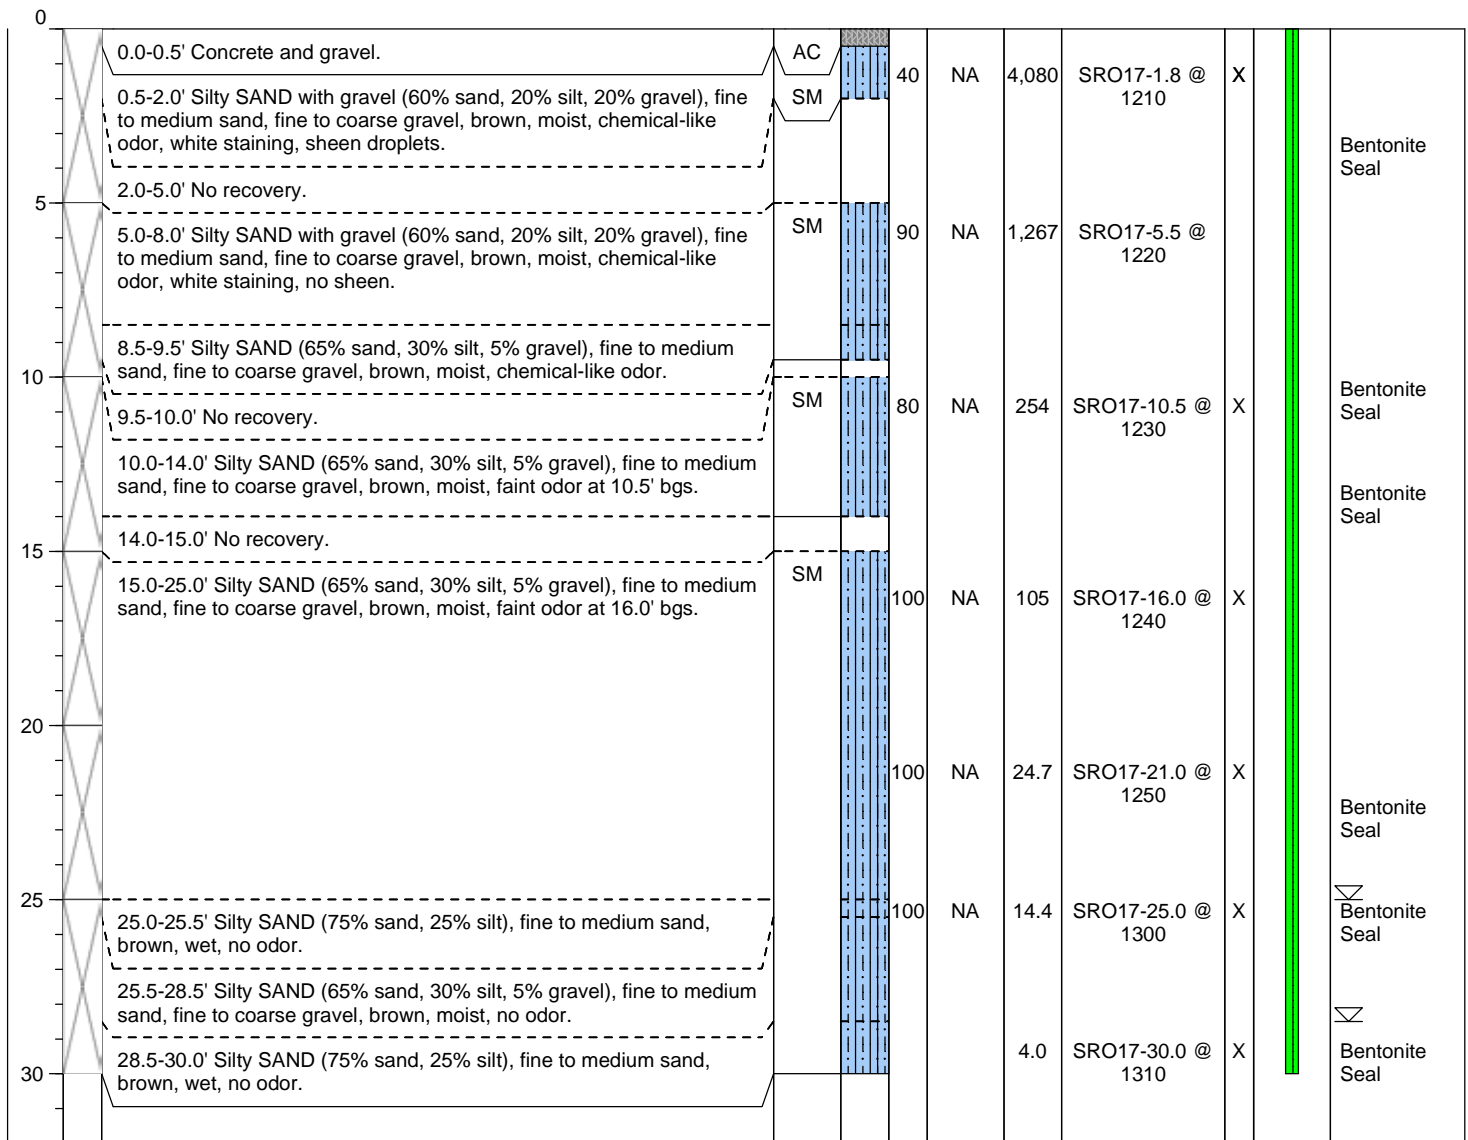 0
0.0-0.5' Concrete and gravel.
AC
0.5-2.0' Silty SAND with gravel (60% sand, 20% silt, 20% gravel), fine
to medium sand, fine to coarse gravel, brown, moist, chemical-like
odor, white staining, sheen droplets.
SM
40
NA
4,080
SRO17-1.8 @
1210
X
Bentonite
Seal
2.0-5.0' No recovery.
5
5.0-8.0' Silty SAND with gravel (60% sand, 20% silt, 20% gravel), fine
to medium sand, fine to coarse gravel, brown, moist, chemical-like
odor, white staining, no sheen.
SM
90
NA
1,267
SRO17-5.5 @
1220
8.5-9.5' Silty SAND (65% sand, 30% silt, 5% gravel), fine to medium
sand, fine to coarse gravel, brown, moist, chemical-like odor.
10
9.5-10.0' No recovery.
SM
80
NA
254
SRO17-10.5 @
1230
X
Bentonite
Seal
10.0-14.0' Silty SAND (65% sand, 30% silt, 5% gravel), fine to medium
sand, fine to coarse gravel, brown, moist, faint odor at 10.5' bgs.
Bentonite
Seal
14.0-15.0' No recovery.
15
15.0-25.0' Silty SAND (65% sand, 30% silt, 5% gravel), fine to medium
sand, fine to coarse gravel, brown, moist, faint odor at 16.0' bgs.
SM
100
NA
105
SRO17-16.0 @
1240
X
20
100
NA
24.7
SRO17-21.0 @
1250
X
Bentonite
Seal
25
25.0-25.5' Silty SAND (75% sand, 25% silt), fine to medium sand,
brown, wet, no odor.
100
NA
14.4
SRO17-25.0 @
1300
X
Bentonite
Seal
25.5-28.5' Silty SAND (65% sand, 30% silt, 5% gravel), fine to medium
sand, fine to coarse gravel, brown, moist, no odor.
28.5-30.0' Silty SAND (75% sand, 25% silt), fine to medium sand,
brown, wet, no odor.
4.0
SRO17-30.0 @
1310
X
Bentonite
Seal
30